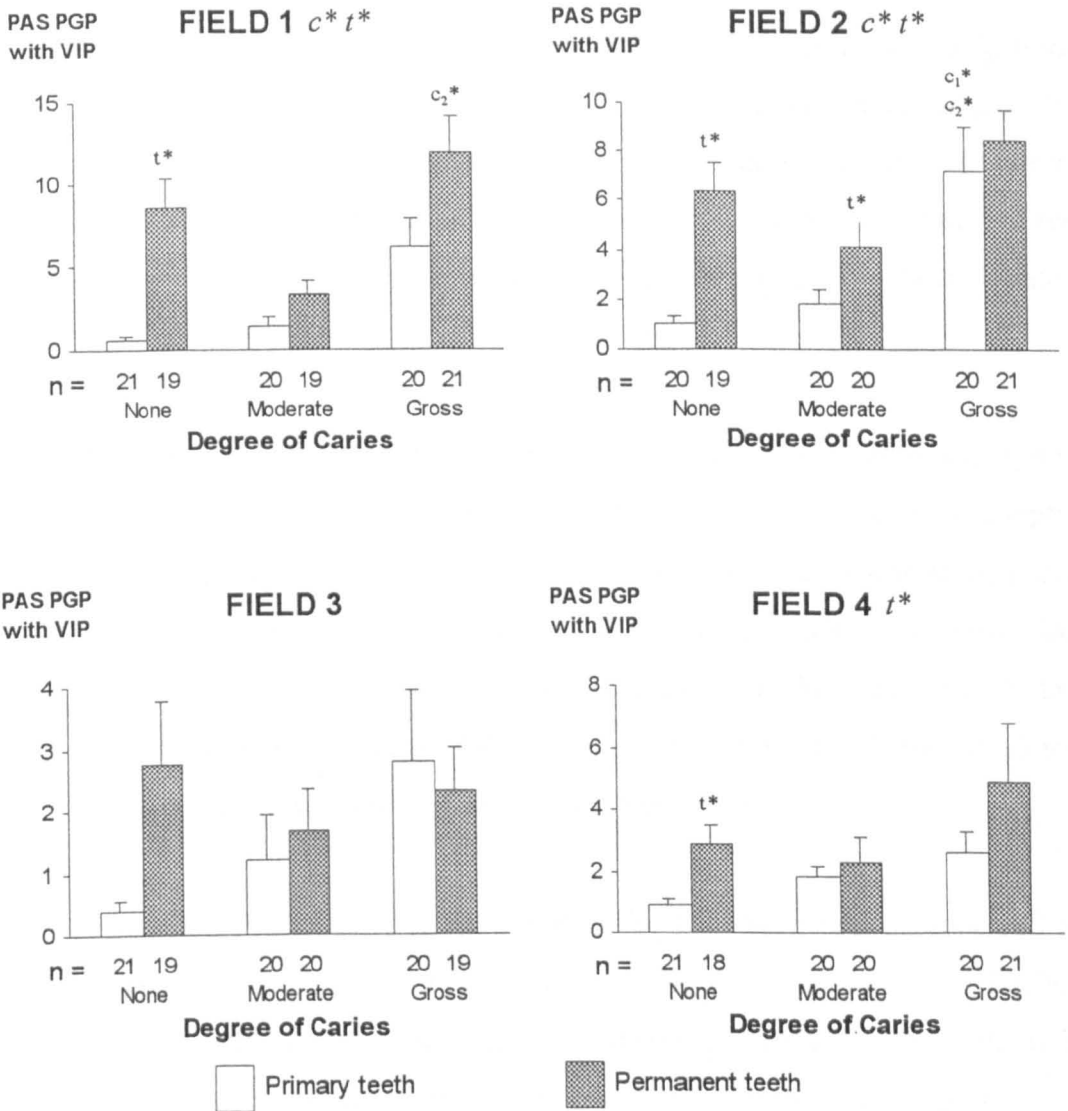 PAS PGP
with VIP
FIELD 1 c* t*
15
10
5
0
t*
c₂*
n = 21 19 20 19 20 21
None Moderate Gross
Degree of Caries
PAS PGP
with VIP
FIELD 2 c* t*
10
8
6
4
2
0
t*
t*
c₁*
c₂*
n = 20 19 20 20 20 21
None Moderate Gross
Degree of Caries
PAS PGP
with VIP
FIELD 3
4
3
2
1
0
n = 21 19 20 20 20 19
None Moderate Gross
Degree of Caries
PAS PGP
with VIP
FIELD 4 t*
8
6
4
2
0
t*
n = 21 18 20 20 20 21
None Moderate Gross
Degree of Caries
Primary teeth Permanent teeth